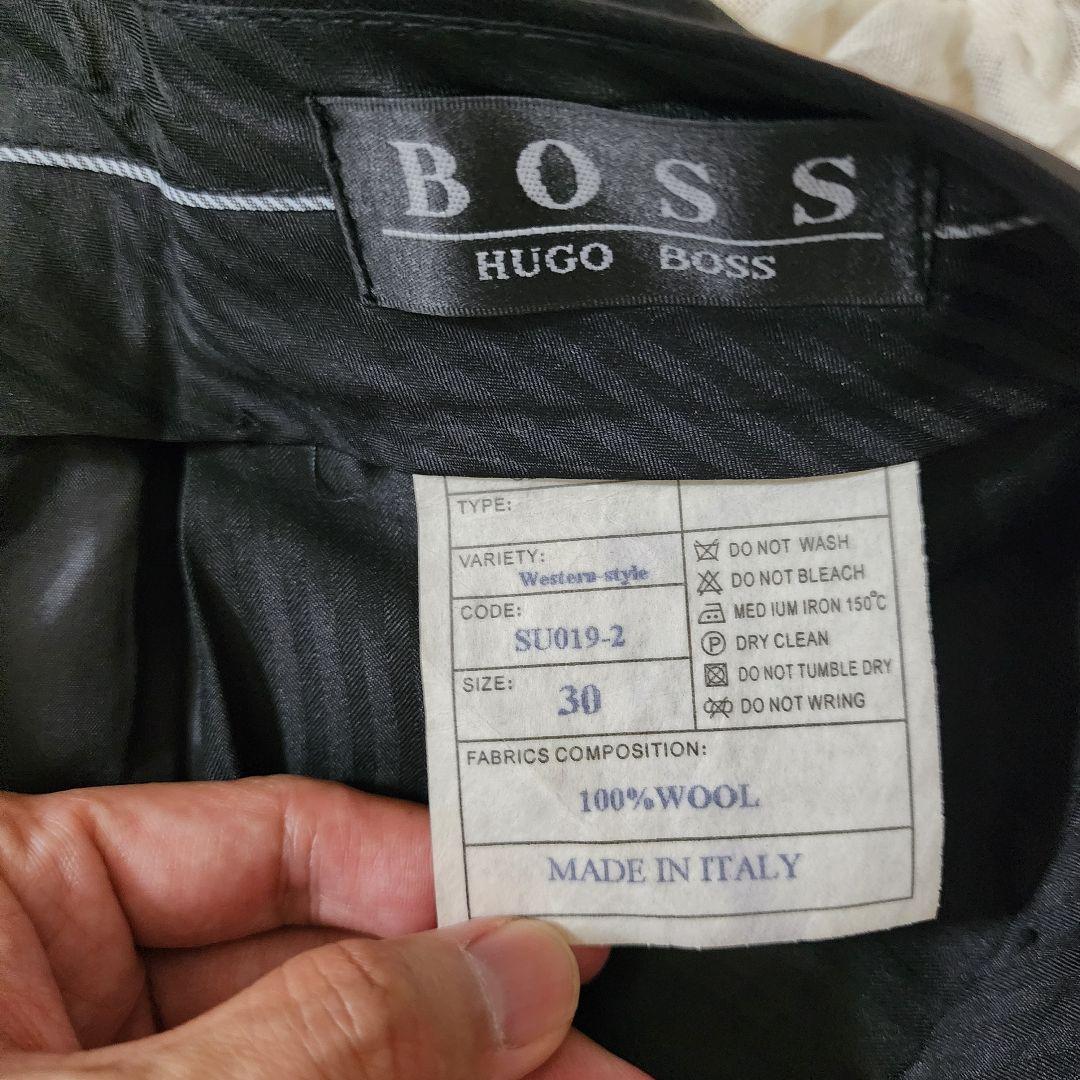 BOSS
HUGO BOSS
TYPE:
VARIETY:
Western-style
CODE:
SU019-2
SIZE:
30
DO NOT WASH
DO NOT BLEACH
MED IUM IRON 150°C
P DRY CLEAN
DO NOT TUMBLE DRY
DO NOT WRING
FABRICS COMPOSITION:
100%WOOL
MADE IN ITALY